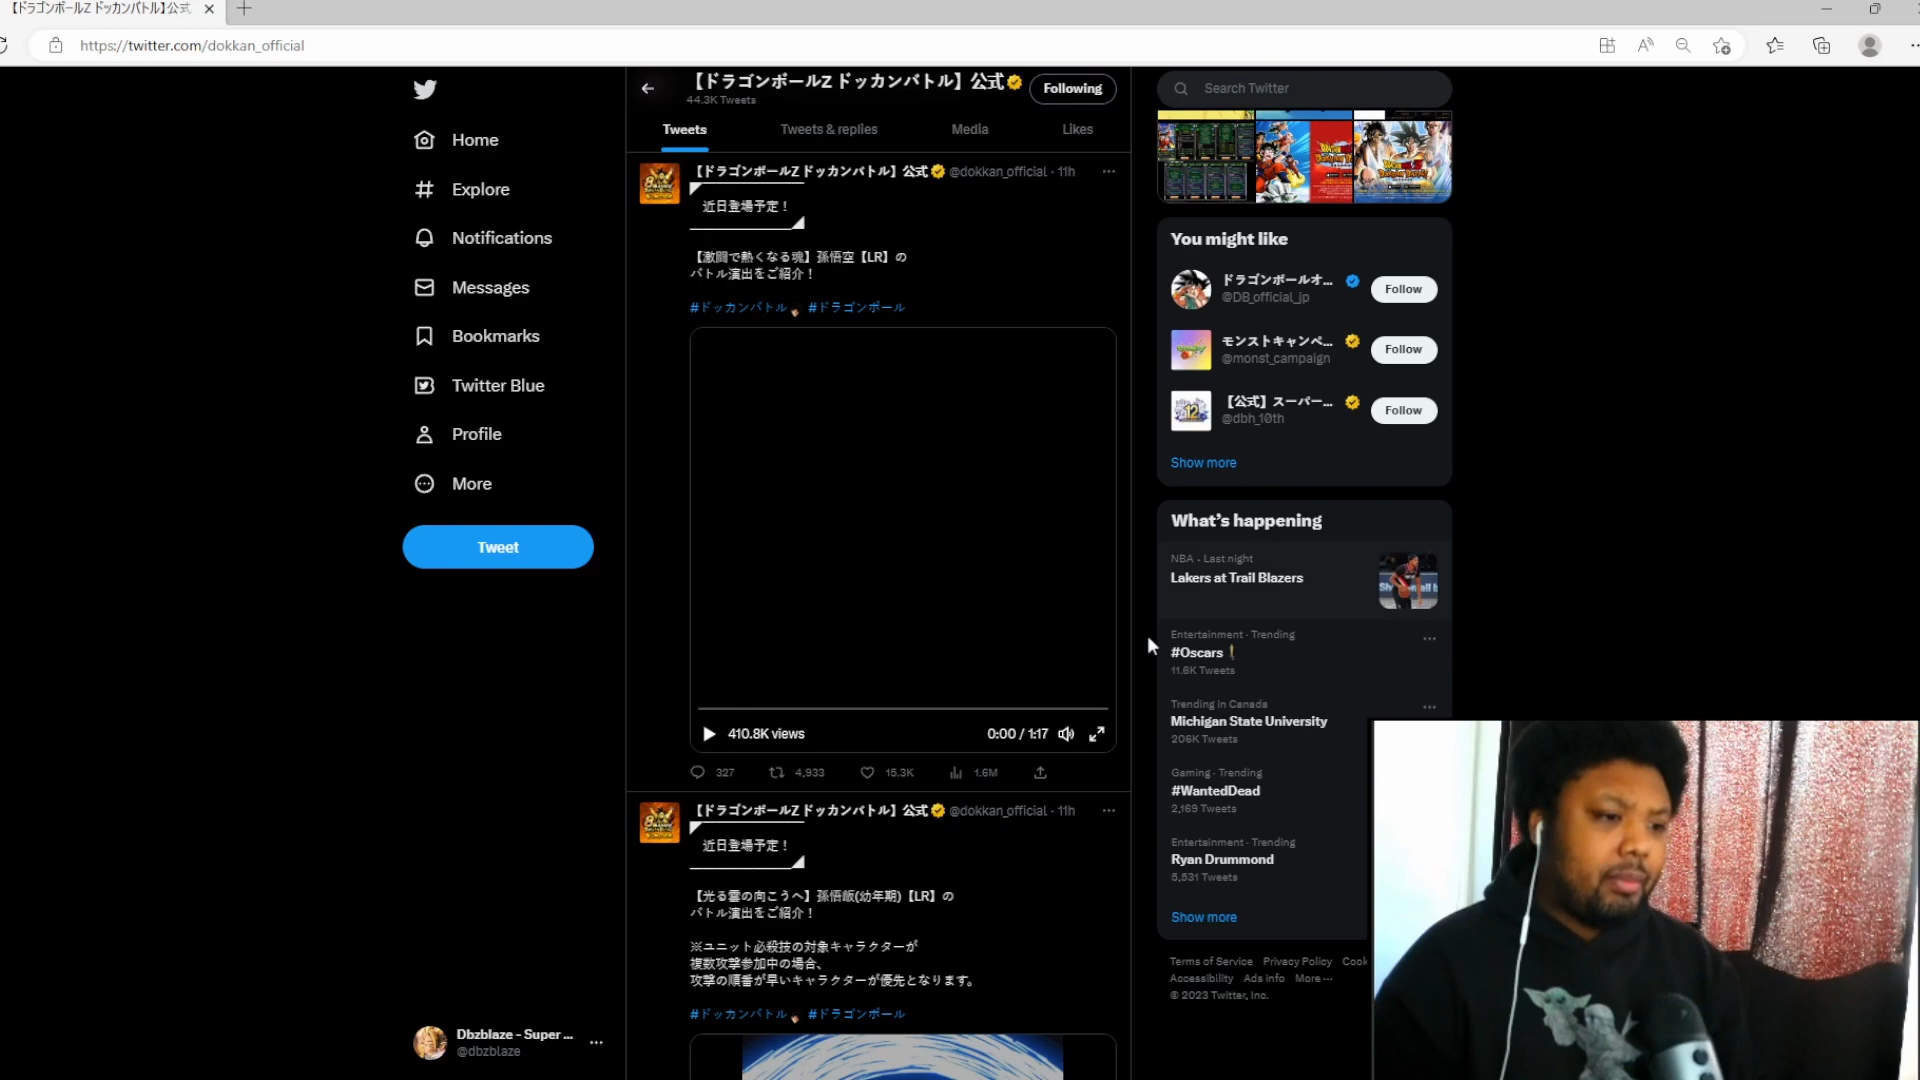 【ドラゴンボールZ ドッカンバトル】公式
https://twitter.com/dokkan_official
Home
Explore
Notifications
Messages
Bookmarks
Twitter Blue
Profile
More
Tweet
Dbzblaze - Super ...
@dbzblaze
【ドラゴンボールZ ドッカンバトル】公式
44.3K Tweets
Following
Tweets
Tweets & replies
Media
Likes
【ドラゴンボールZ ドッカンバトル】公式 @dokkan_official · 11h
近日登場予定！
【激闘で熱くなる魂】孫悟空【LR】の
バトル演出をご紹介！
#ドッカンバトル #ドラゴンボール
410.8K views
0:00 / 1:17
327
4,933
15.3K
1.6M
【ドラゴンボールZ ドッカンバトル】公式 @dokkan_official · 11h
近日登場予定！
【光る雲の向こうへ】孫悟飯(幼年期)【LR】の
バトル演出をご紹介！
※ユニット必殺技の対象キャラクターが
複数攻撃参加中の場合、
攻撃の順番が早いキャラクターが優先となります。
#ドッカンバトル #ドラゴンボール
Search Twitter
You might like
ドラゴンボールオ...
@DB_official_jp
Follow
モンストキャンペ...
@monst_campaign
Follow
【公式】スーパー...
@dbh_10th
Follow
Show more
What's happening
NBA · Last night
Lakers at Trail Blazers
Entertainment · Trending
#Oscars
11.6K Tweets
Trending in Canada
Michigan State University
206K Tweets
Gaming · Trending
#WantedDead
2,169 Tweets
Entertainment · Trending
Ryan Drummond
5,531 Tweets
Show more
Terms of Service Privacy Policy Cook
Accessibility Ads info More ...
© 2023 Twitter, Inc.